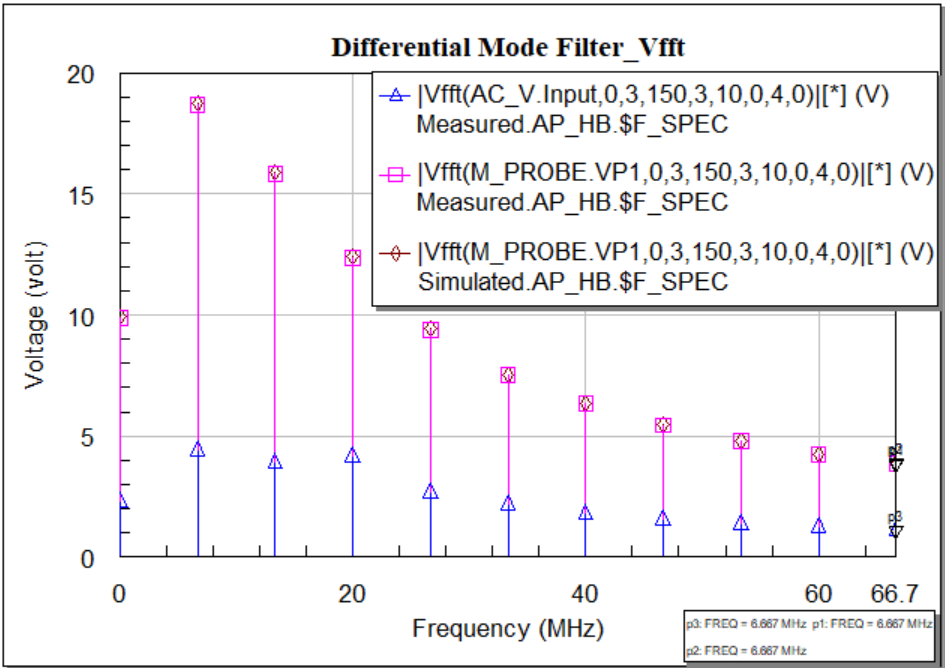 Differential Mode Filter_Vfft
20
|Vfft(AC_V.Input,0,3,150,3,10,0,4,0)|[*] (V)
Measured.AP_HB.$F_SPEC
|Vfft(M_PROBE.VP1,0,3,150,3,10,0,4,0)|[*] (V)
Measured.AP_HB.$F_SPEC
|Vfft(M_PROBE.VP1,0,3,150,3,10,0,4,0)|[*] (V)
Simulated.AP_HB.$F_SPEC
15
10
5
0
Voltage (volt)
p3
0 20 40 60 66.7
Frequency (MHz)
p3: FREQ = 6.667 MHz p1: FREQ = 6.667 MHz
p2: FREQ = 6.667 MHz